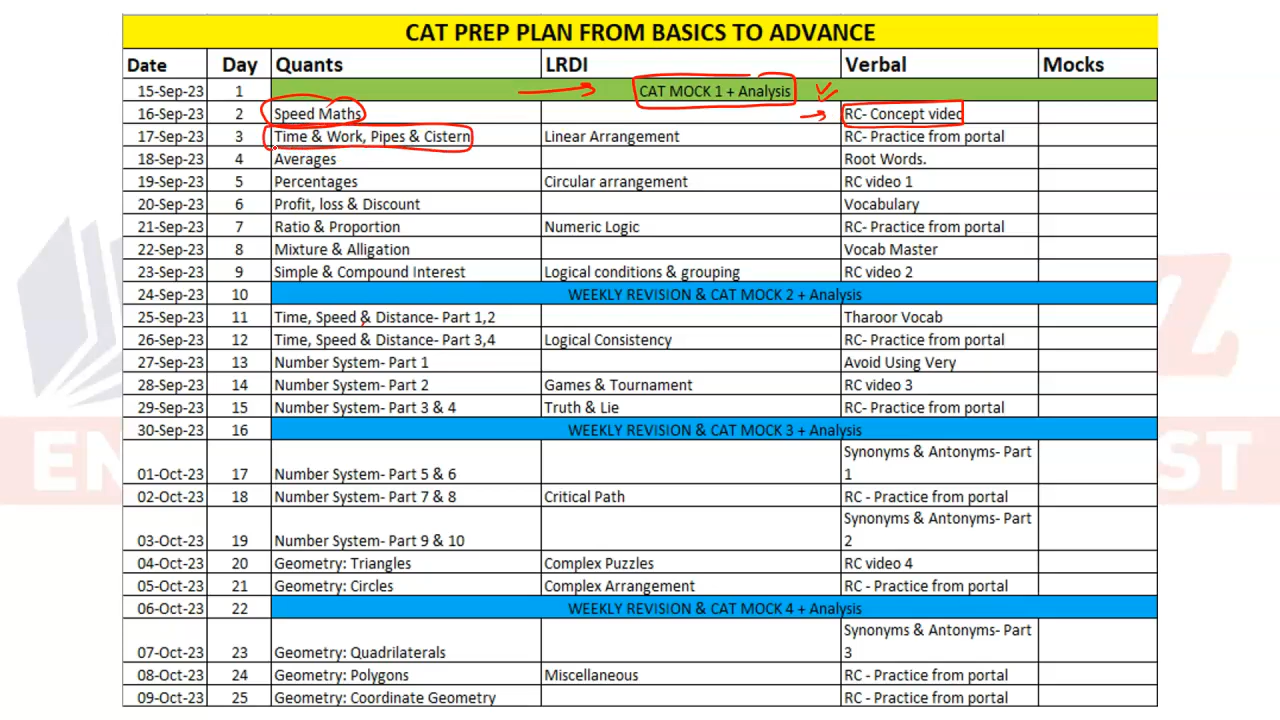 CAT PREP PLAN FROM BASICS TO ADVANCE
Date Day Quants LRDI Verbal Mocks
15-Sep-23 1 CAT MOCK 1 + Analysis
16-Sep-23 2 Speed Maths RC- Concept video
17-Sep-23 3 Time & Work, Pipes & Cistern Linear Arrangement RC- Practice from portal
18-Sep-23 4 Averages Root Words.
19-Sep-23 5 Percentages Circular arrangement RC video 1
20-Sep-23 6 Profit, loss & Discount Vocabulary
21-Sep-23 7 Ratio & Proportion Numeric Logic RC- Practice from portal
22-Sep-23 8 Mixture & Alligation Vocab Master
23-Sep-23 9 Simple & Compound Interest Logical conditions & grouping RC video 2
24-Sep-23 10 WEEKLY REVISION & CAT MOCK 2 + Analysis
25-Sep-23 11 Time, Speed & Distance- Part 1,2 Tharoor Vocab
26-Sep-23 12 Time, Speed & Distance- Part 3,4 Logical Consistency RC- Practice from portal
27-Sep-23 13 Number System- Part 1 Avoid Using Very
28-Sep-23 14 Number System- Part 2 Games & Tournament RC video 3
29-Sep-23 15 Number System- Part 3 & 4 Truth & Lie RC- Practice from portal
30-Sep-23 16 WEEKLY REVISION & CAT MOCK 3 + Analysis
Synonyms & Antonyms- Part
01-Oct-23 17 Number System- Part 5 & 6 1
02-Oct-23 18 Number System- Part 7 & 8 Critical Path RC - Practice from portal
Synonyms & Antonyms- Part
03-Oct-23 19 Number System- Part 9 & 10 2
04-Oct-23 20 Geometry: Triangles Complex Puzzles RC video 4
05-Oct-23 21 Geometry: Circles Complex Arrangement RC - Practice from portal
06-Oct-23 22 WEEKLY REVISION & CAT MOCK 4 + Analysis
Synonyms & Antonyms- Part
07-Oct-23 23 Geometry: Quadrilaterals 3
08-Oct-23 24 Geometry: Polygons Miscellaneous RC - Practice from portal
09-Oct-23 25 Geometry: Coordinate Geometry RC - Practice from portal